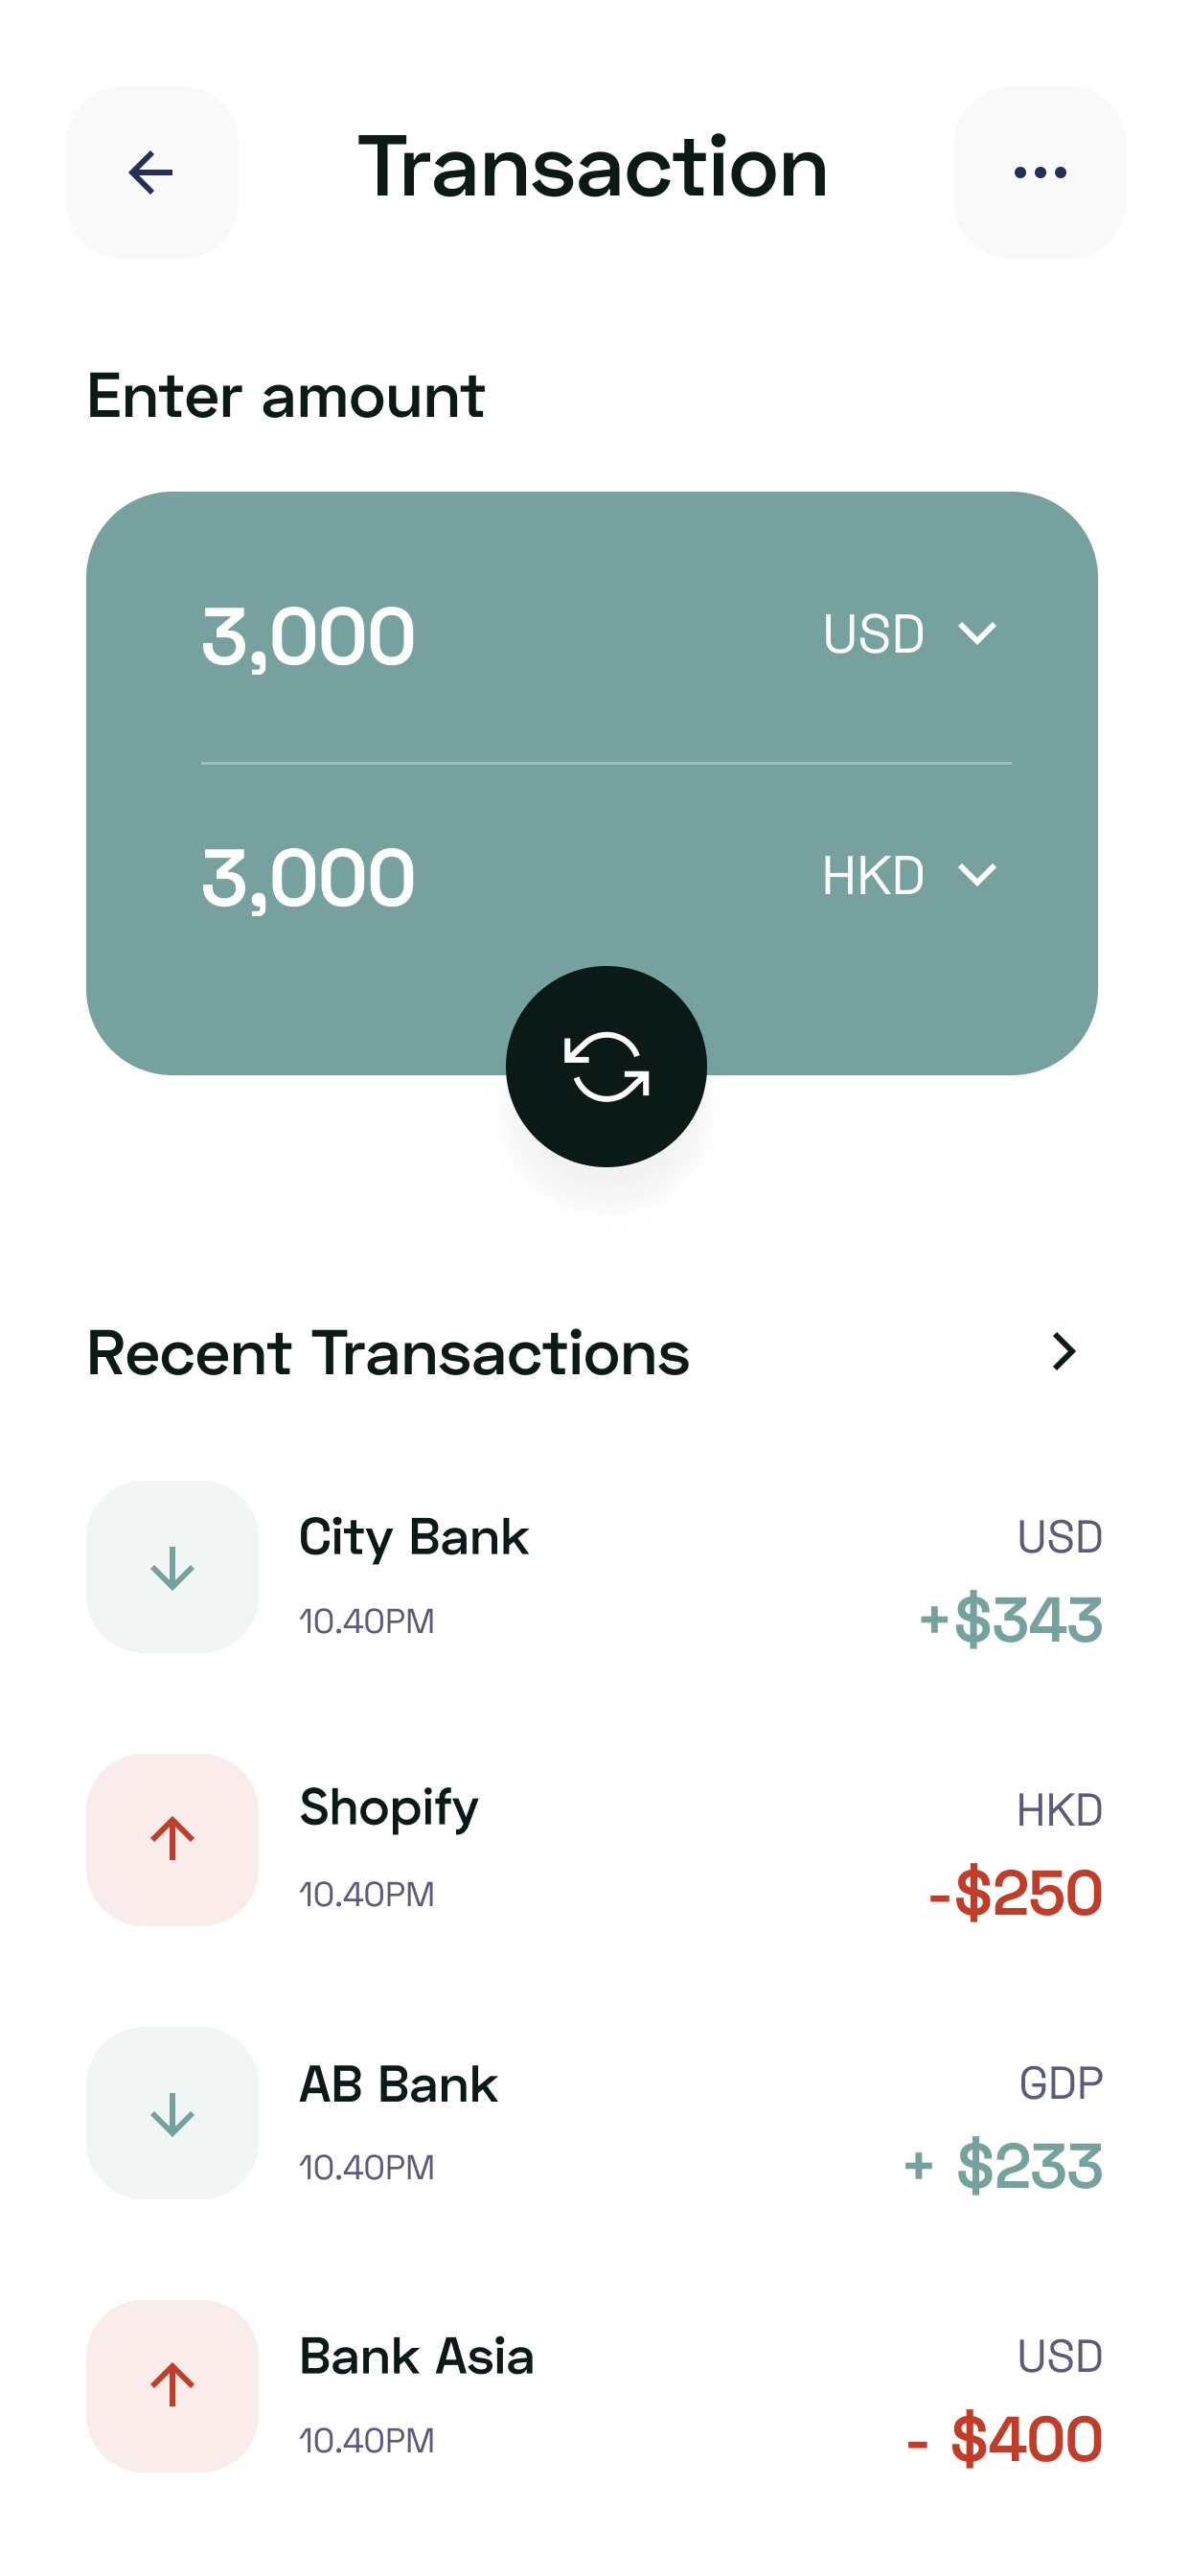 Transaction
Enter amount
3,000 USD
3,000 HKD
Recent Transactions
City Bank USD
10.40PM +$343
Shopify HKD
10.40PM -$250
AB Bank GDP
10.40PM + $233
Bank Asia USD
10.40PM - $400